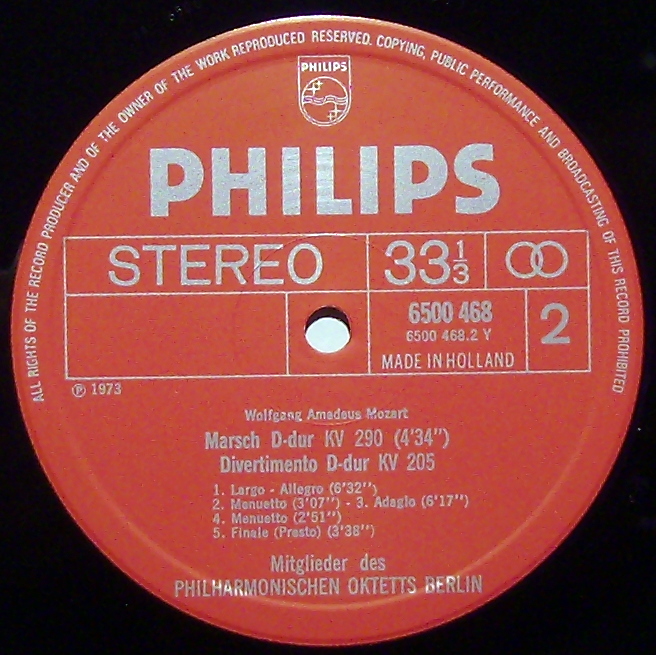 ALL RIGHTS OF THE RECORD PRODUCER AND OF THE OWNER OF THE WORK REPRODUCED RESERVED. COPYING, PUBLIC PERFORMANCE AND BROADCASTING OF THIS RECORD PROHIBITED
PHILIPS
PHILIPS
STEREO 33 1/3
6500 468 2
6500 468.2 Y
MADE IN HOLLAND
℗ 1973
Wolfgang Amadeus Mozart
Marsch D-dur KV 290 (4'34")
Divertimento D-dur KV 205
1. Largo - Allegro (6'32")
2. Menuetto (3'07") - 3. Adagio (6'17")
4. Menuetto (2'51")
5. Finale (Presto) (3'38")
Mitglieder des
PHILHARMONISCHEN OKTETTS BERLIN